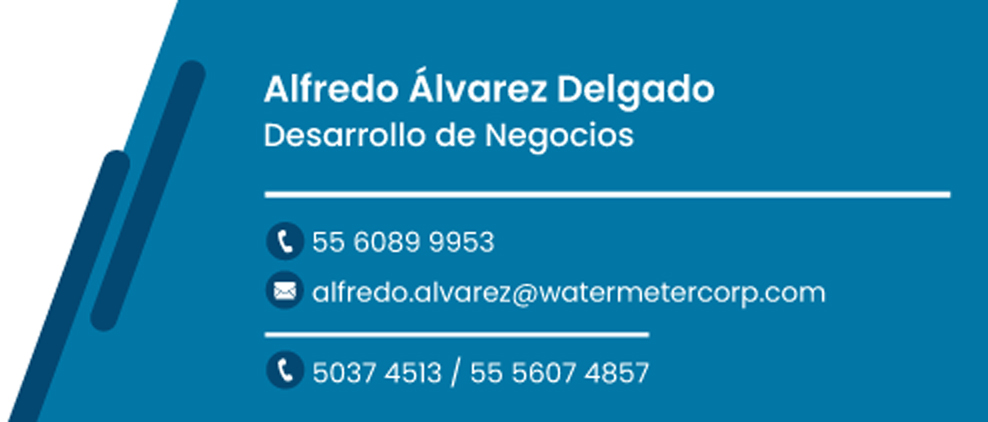 Alfredo Álvarez Delgado
Desarrollo de Negocios
55 6089 9953
alfredo.alvarez@watermetercorp.com
5037 4513 / 55 5607 4857